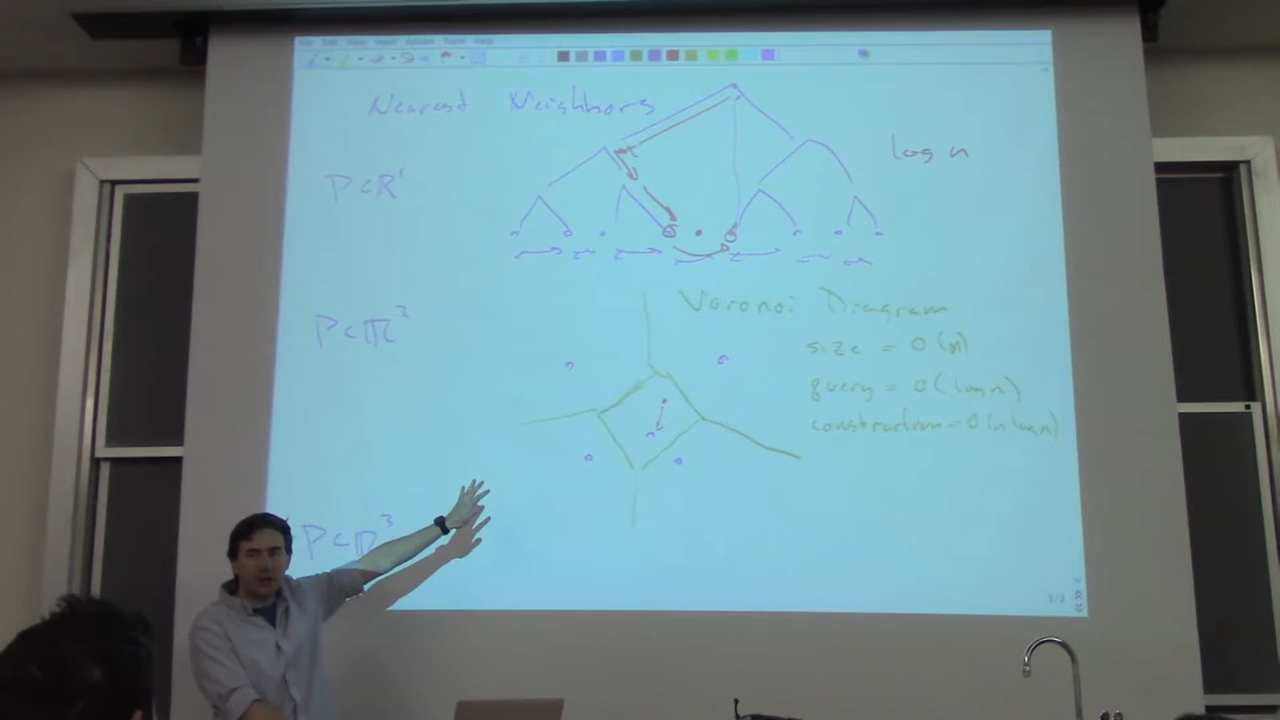 Nearest Neighbors
log n
P⊂R¹
P⊂ℝ²
Voronoi Diagram
size = O(n)
query = O(log n)
construction = O(n log n)
P⊂ℝ³